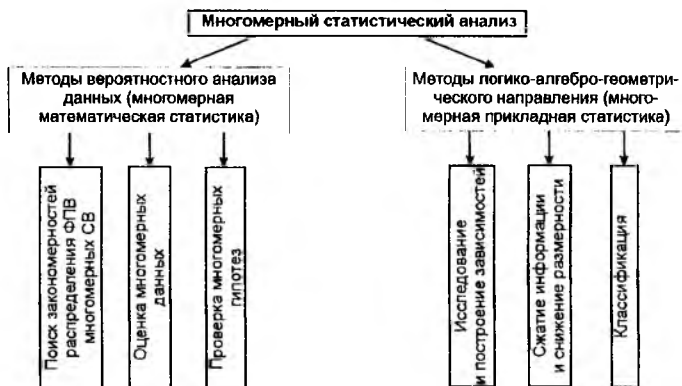 Многомерный статистический анализ
Методы вероятностного анализа
данных (многомерная
математическая статистика)
Методы логико-алгебро-геометри-
ческого направления (много-
мерная прикладная статистика)
Поиск закономерностей
распределения ФПВ
многомерных СВ
Оценка многомерных
данных
Проверка многомерных
гипотез
Исследование
и построение зависимостей
Сжатие информации
и снижение размерности
Классификация